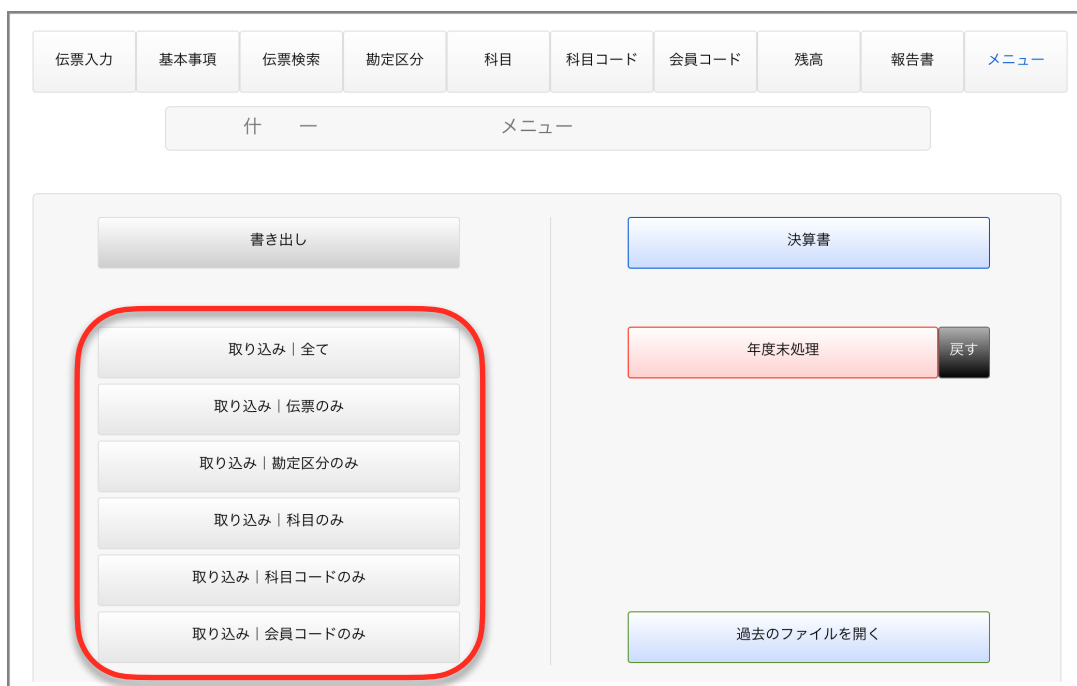 伝票入力 基本事項 伝票検索 勘定区分 科目 科目コード 会員コード 残高 報告書 メニュー
什 一 メニュー
書き出し 決算書
取り込み｜全て 年度末処理 戻す
取り込み｜伝票のみ
取り込み｜勘定区分のみ
取り込み｜科目のみ
取り込み｜科目コードのみ
取り込み｜会員コードのみ 過去のファイルを開く